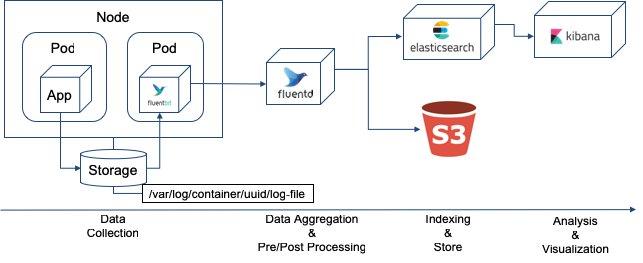 Node
Pod
Pod
App
fluentbit
Storage
/var/log/container/uuid/log-file
fluentd
elasticsearch
kibana
S3
Data
Collection
Data Aggregation
&
Pre/Post Processing
Indexing
&
Store
Analysis
&
Visualization